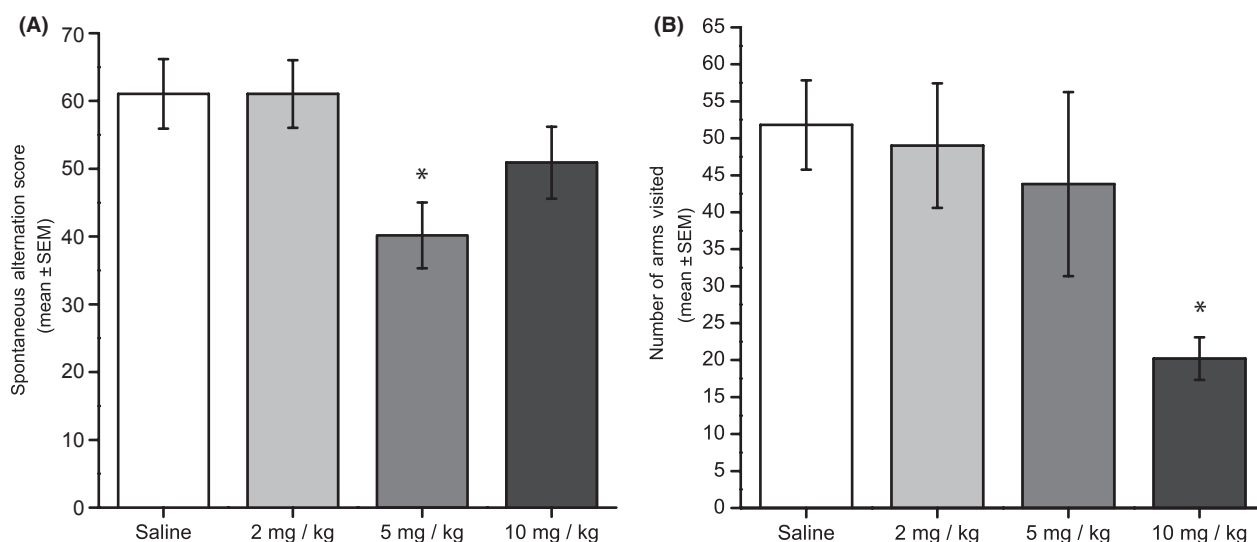 (A)
Spontaneous alternation score
(mean ±SEM)
70
60
50
40
30
20
10
0
*
Saline
2 mg / kg
5 mg / kg
10 mg / kg
(B)
Number of arms visited
(mean ±SEM)
65
60
55
50
45
40
35
30
25
20
15
10
5
0
*
Saline
2 mg / kg
5 mg / kg
10 mg / kg